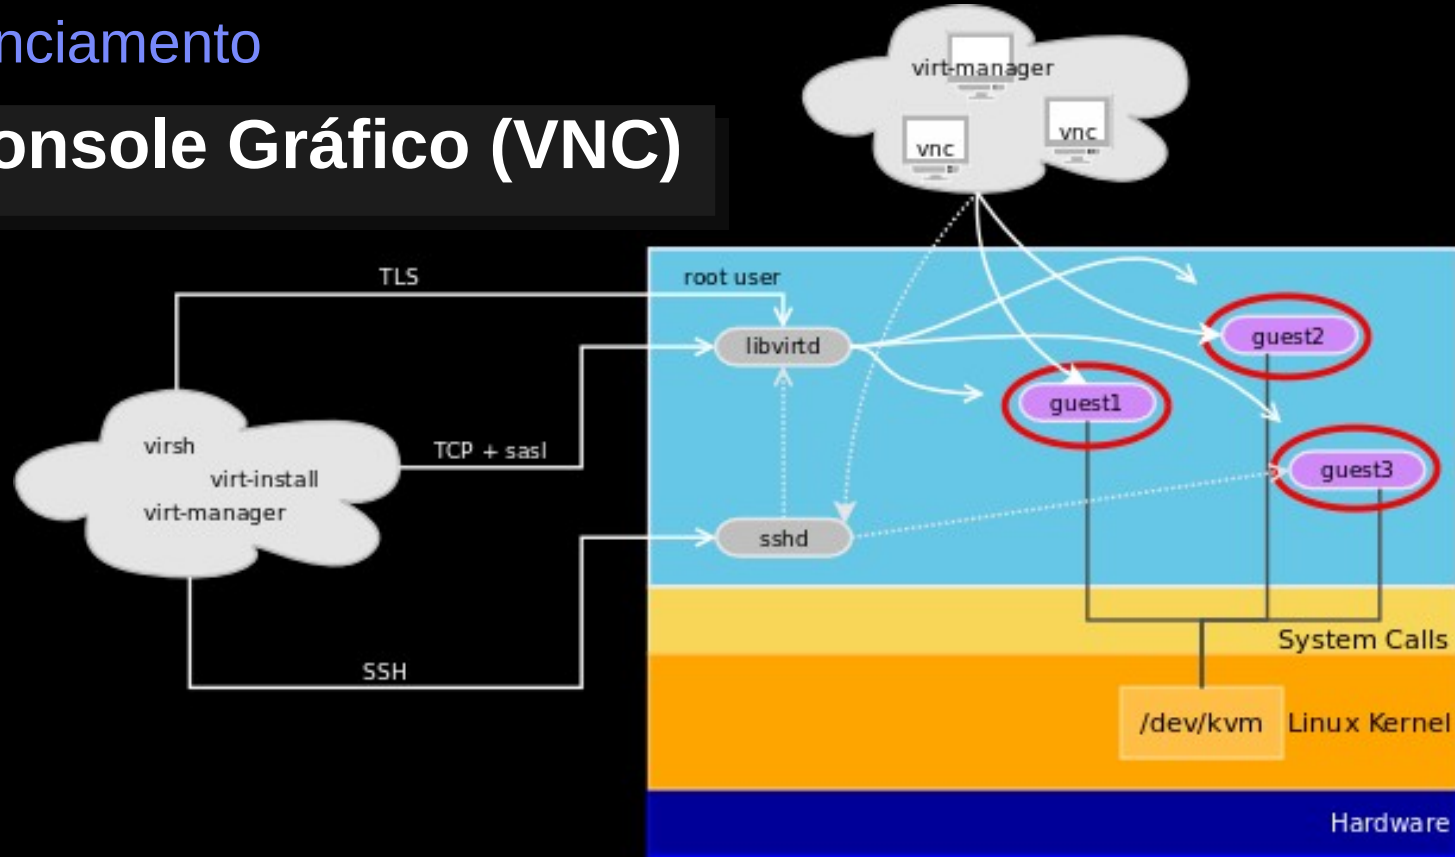 nciamento
onsole Gráfico (VNC)
virt-manager
vnc
vnc
TLS
root user
libvirtd
guest2
guest1
virsh
virt-install
virt-manager
TCP + sasl
guest3
sshd
SSH
System Calls
/dev/kvm
Linux Kernel
Hardware